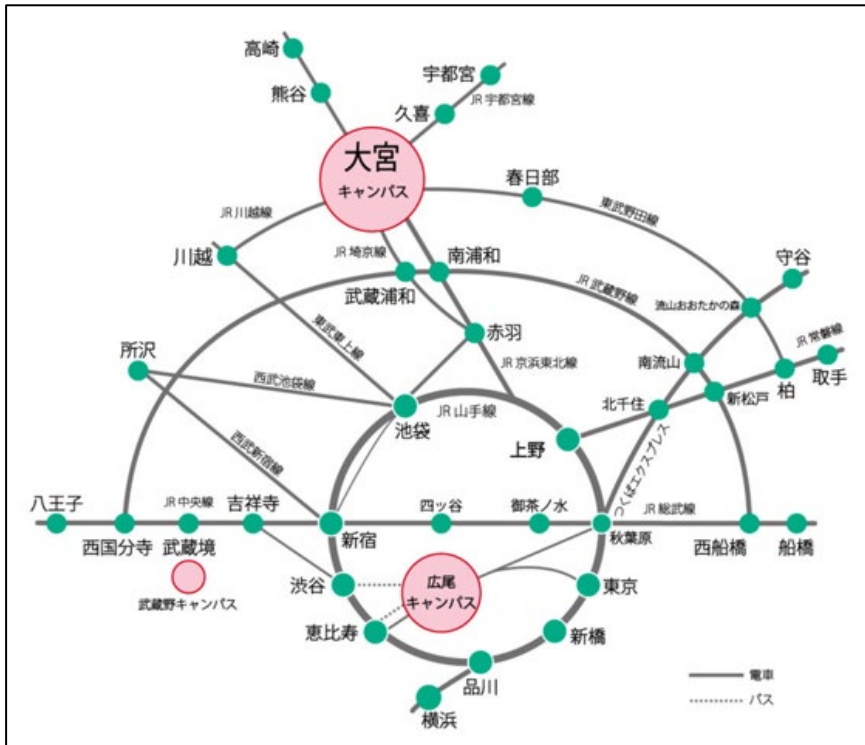 高崎
宇都宮
熊谷
久喜
JR 宇都宮線
大宮
キャンパス
春日部
JR 川越線
東武野田線
川越
JR 埼京線
南浦和
JR 武蔵野線
守谷
武蔵浦和
流山おおたかの森
東武東上線
赤羽
JR 常磐線
所沢
JR 京浜東北線
南流山
西武池袋線
柏
取手
新松戸
北千住
JR 山手線
池袋
上野
西武新宿線
つくばエクスプレス
八王子
JR 中央線
吉祥寺
四ッ谷
御茶ノ水
JR 総武線
西国分寺
武蔵境
新宿
秋葉原
西船橋
船橋
武蔵野キャンパス
渋谷
広尾
キャンパス
東京
恵比寿
新橋
品川
横浜
電車
バス